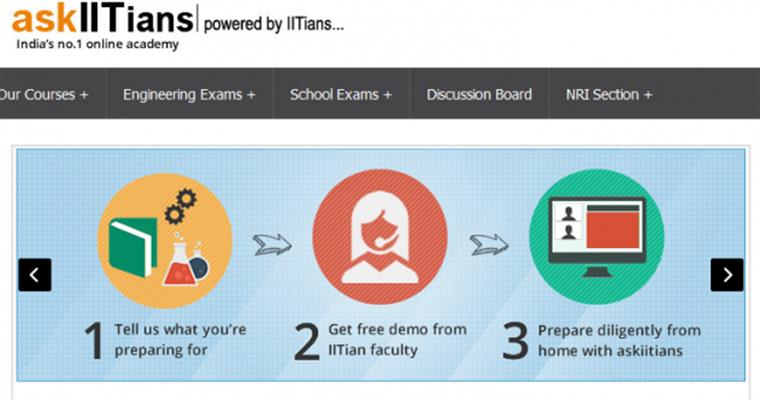 askIITians powered by IITians...
India's no.1 online academy
Our Courses + Engineering Exams + School Exams + Discussion Board NRI Section +
1 Tell us what you're
preparing for
2 Get free demo from
IITian faculty
3 Prepare diligently from
home with askiitians